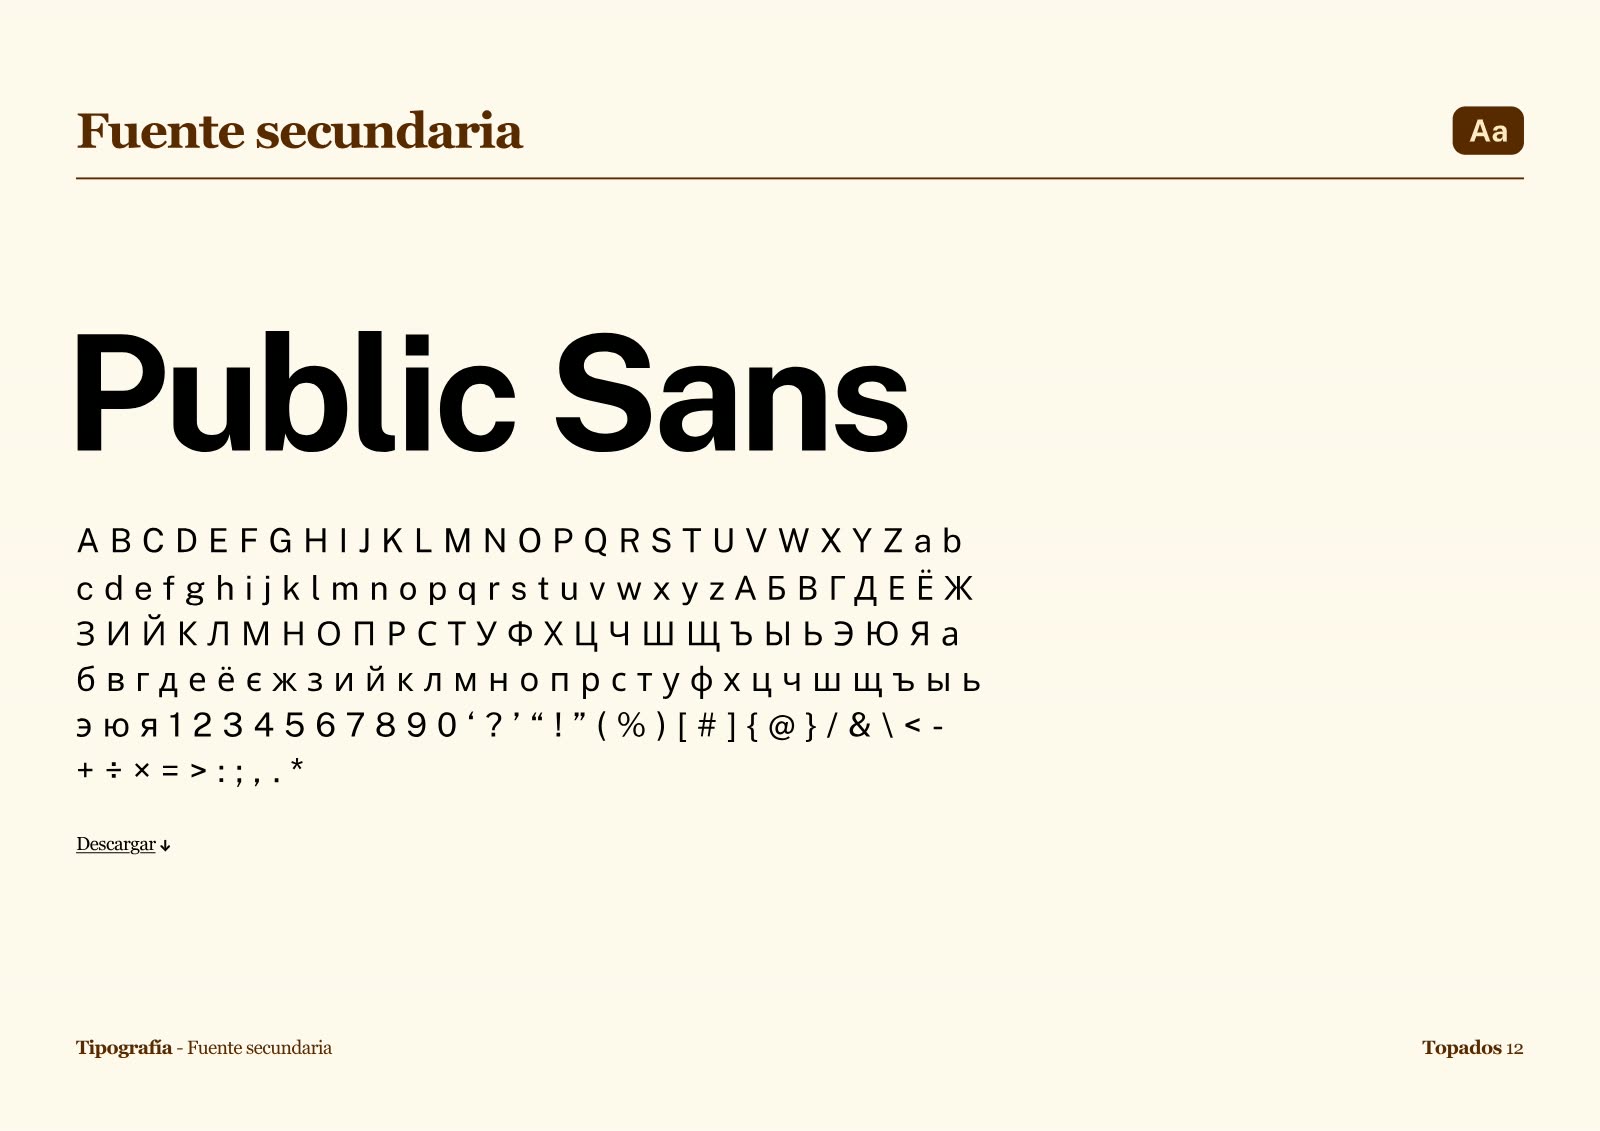 Fuente secundaria
Aa
Public Sans
A B C D E F G H I J K L M N O P Q R S T U V W X Y Z a b
c d e f g h i j k l m n o p q r s t u v w x y z А Б В Г Д Е Ё Ж
З И Й К Л М Н О П Р С Т У Ф Х Ц Ч Ш Щ Ъ Ы Ь Э Ю Я а
б в г д е ё є ж з и й к л м н о п р с т у ф х ц ч ш щ ъ ы ь
э ю я 1 2 3 4 5 6 7 8 9 0 ‘ ? ’ “ ! ” ( % ) [ # ] { @ } / & \ < -
+ ÷ × = > : ; , . *
Descargar ↓
Tipografía - Fuente secundaria
Topados 12